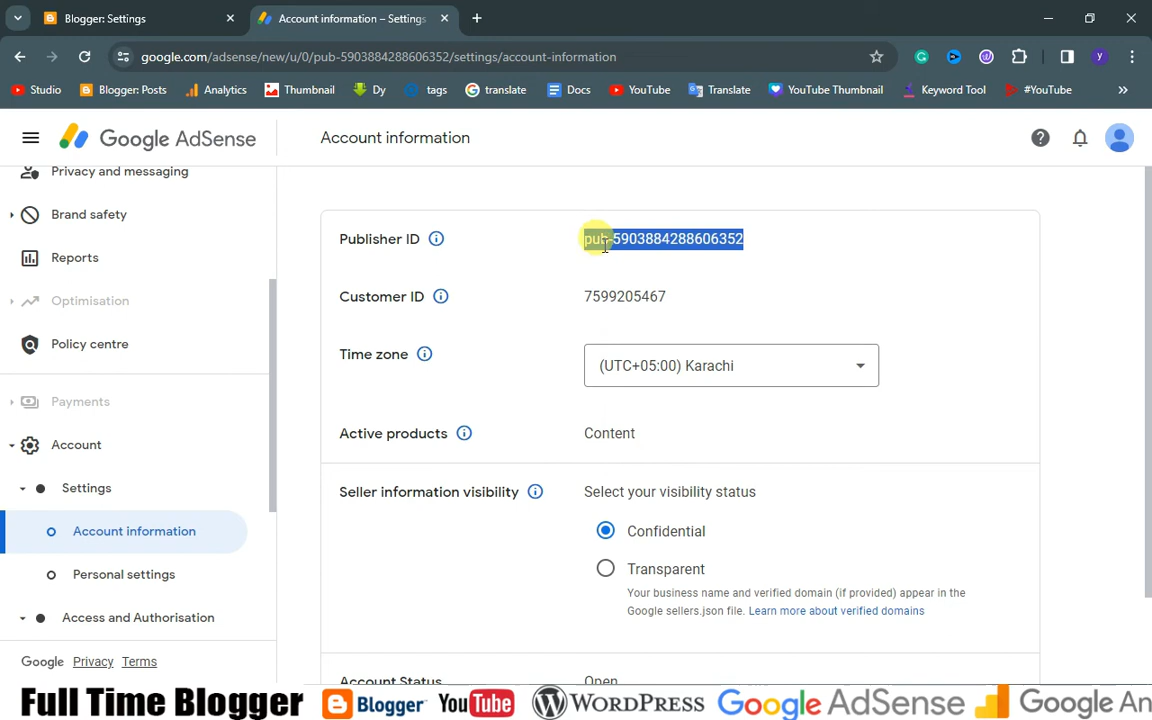 Blogger: Settings
Account information – Settings
google.com/adsense/new/u/0/pub-5903884288606352/settings/account-information
y
Studio
Blogger: Posts
Analytics
Thumbnail
Dy
tags
translate
Docs
YouTube
Translate
YouTube Thumbnail
Keyword Tool
#YouTube
Google AdSense
Account information
Privacy and messaging
Brand safety
Reports
Optimisation
Policy centre
Payments
Account
Settings
Account information
Personal settings
Access and Authorisation
Google Privacy Terms
Publisher ID
pub-5903884288606352
Customer ID
7599205467
Time zone
(UTC+05:00) Karachi
Active products
Content
Seller information visibility
Select your visibility status
Confidential
Transparent
Your business name and verified domain (if provided) appear in the
Google sellers.json file. Learn more about verified domains
Account Status
Open
Full Time Blogger Blogger YouTube WORDPRESS Google AdSense Google An